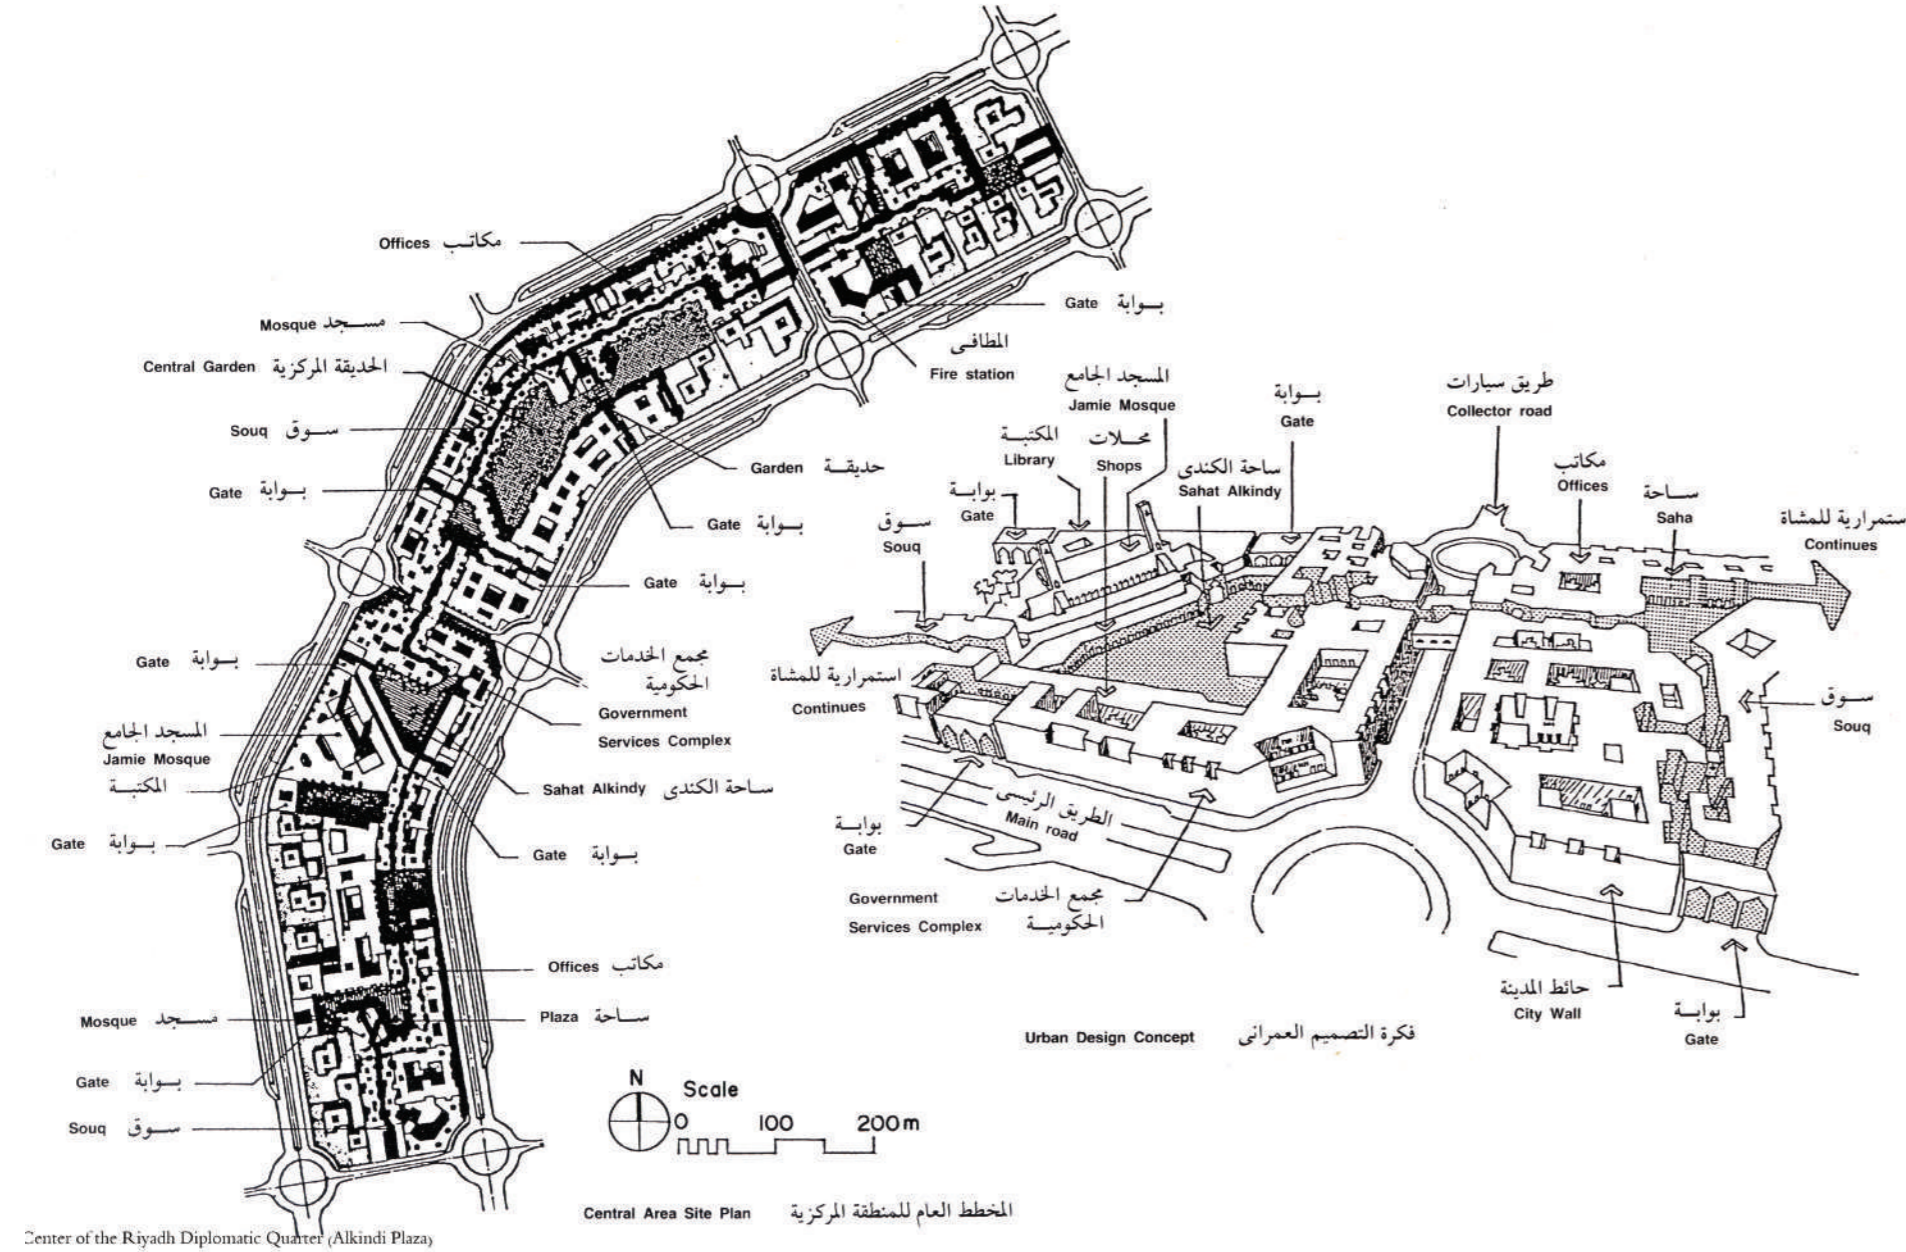 Offices مكاتب
Mosque مسجد
Central Garden الحديقة المركزية
Souq سوق
Gate بوابة
Gate بوابة
المطافى
Fire station
Garden حديقة
Gate بوابة
Gate بوابة
Gate بوابة
مجمع الخدمات
الحكومية
Government
Services Complex
المسجد الجامع
Jamie Mosque
المكتبة
Sahat Alkindy ساحة الكندى
Gate بوابة
Gate بوابة
Offices مكاتب
Mosque مسجد
Plaza ساحة
Gate بوابة
Souq سوق
N
Scale
0 100 200m
Central Area Site Plan المخطط العام للمنطقة المركزية
المسجد الجامع
Jamie Mosque
بوابة
Gate
طريق سيارات
Collector road
المكتبة
Library
محلات
Shops
ساحة الكندى
Sahat Alkindy
مكاتب
Offices
ساحة
Saha
ستمرارية للمشاة
Continues
بوابة
Gate
سوق
Souq
استمرارية للمشاة
Continues
سوق
Souq
الطريق الرئيسى
Main road
بوابة
Gate
Government
Services Complex
مجمع الخدمات
الحكومية
حائط المدينة
City Wall
بوابة
Gate
Urban Design Concept فكرة التصميم العمرانى
Center of the Riyadh Diplomatic Quarter (Alkindi Plaza)